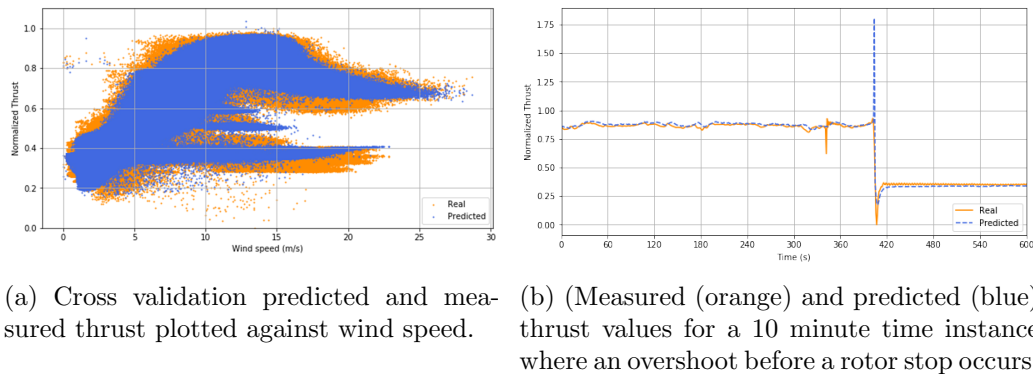 1.0
0.8
0.6
0.4
0.2
0.0
Normalized Thrust
0 5 10 15 20 25 30
Wind speed (m/s)
Real
Predicted
1.75
1.50
1.25
1.00
0.75
0.50
0.25
0.00
Normalized Thrust
0 60 120 180 240 300 360 420 480 540 600
Time (s)
Real
Predicted
(a) Cross validation predicted and mea-
sured thrust plotted against wind speed.
(b) (Measured (orange) and predicted (blue)
thrust values for a 10 minute time instance
where an overshoot before a rotor stop occurs